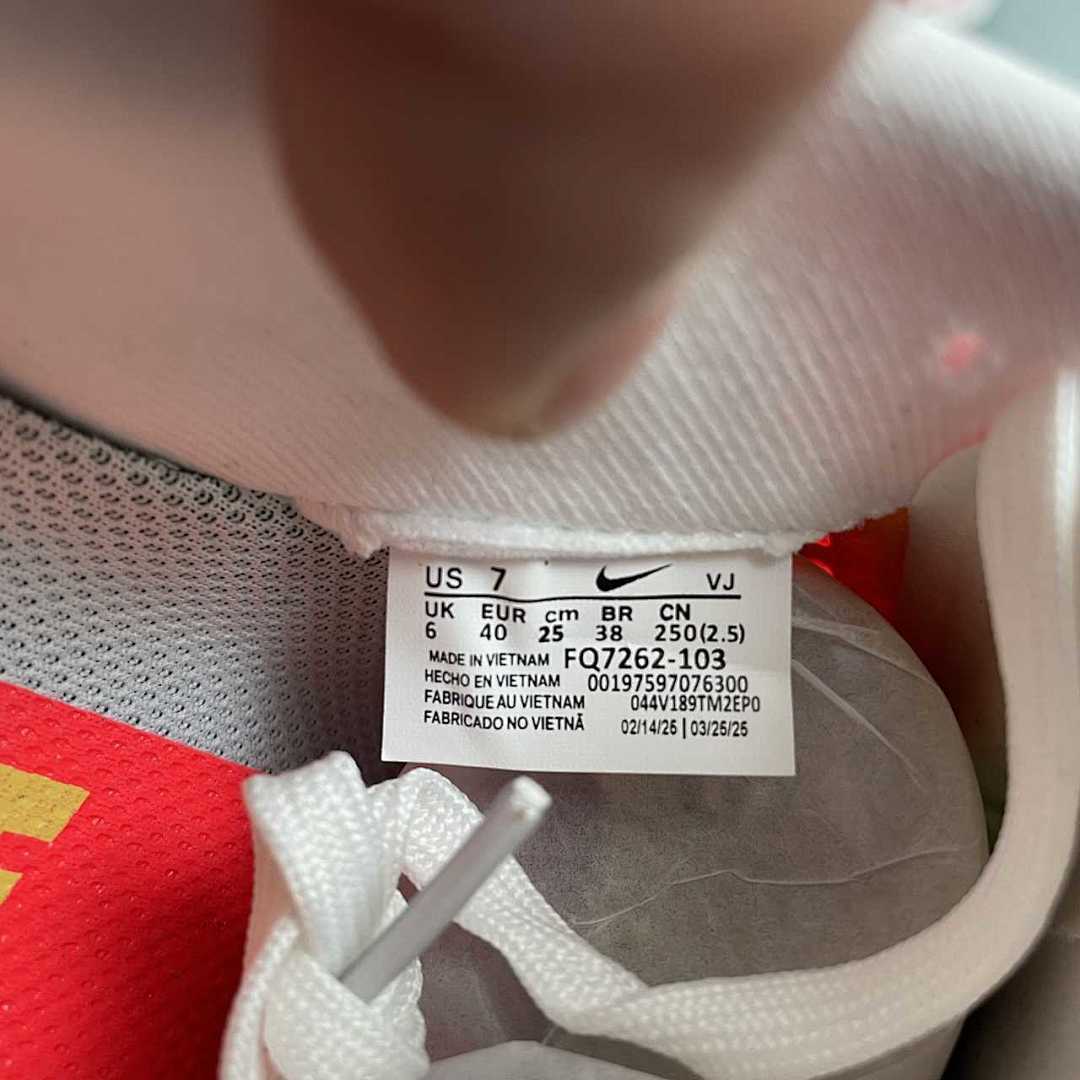 US 7 VJ
UK EUR cm BR CN
6 40 25 38 250(2.5)
MADE IN VIETNAM FQ7262-103
HECHO EN VIETNAM 00197597076300
FABRIQUE AU VIETNAM 044V189TM2EP0
FABRICADO NO VIETNÃ 02/14/25 | 03/25/25